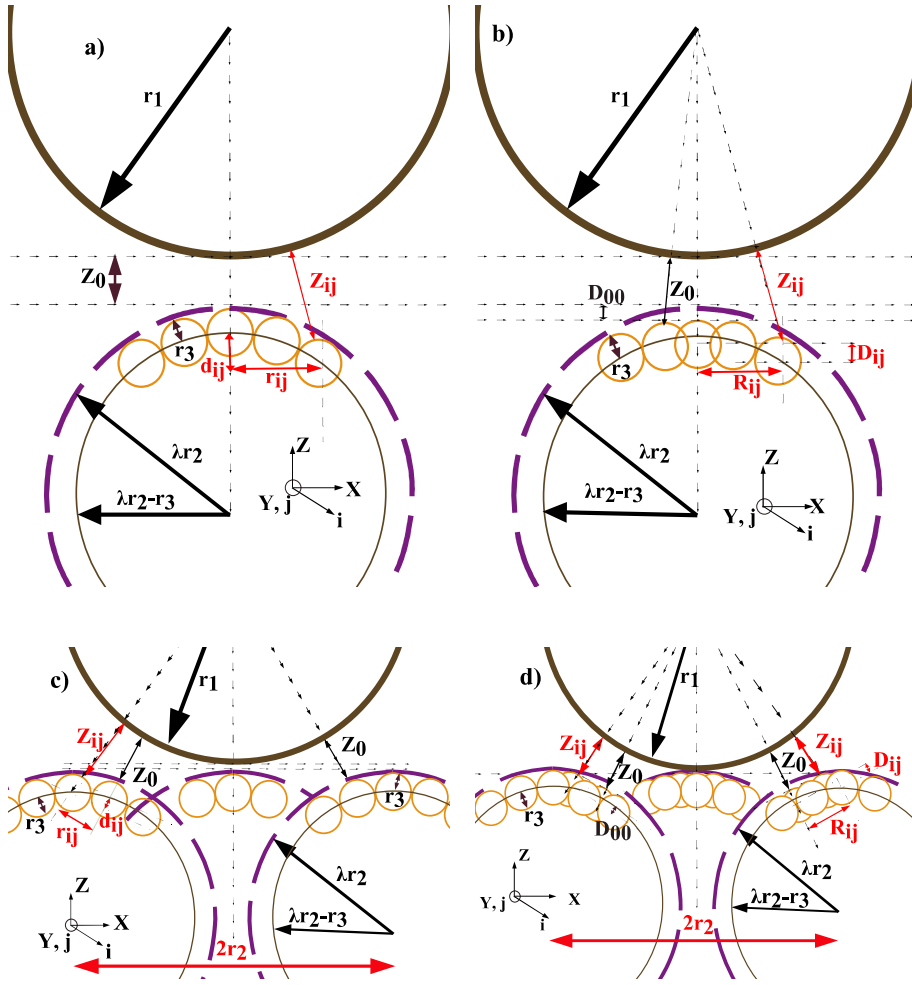 a)
r1
Z0
Zij
r3
dij
rij
λr2
λr2-r3
Z
X
Y, j
i
b)
r1
D00
Z0
Zij
r3
Dij
Rij
λr2
λr2-r3
Z
X
Y, j
i
c)
r1
Zij
Z0
Z0
r3
rij
dij
r3
λr2
λr2-r3
Z
X
Y, j
i
2r2
d)
r1
Zij
Z0
Z0
Zij
Dij
r3
D00
Rij
λr2
λr2-r3
Z
X
Y, j
i
2r2